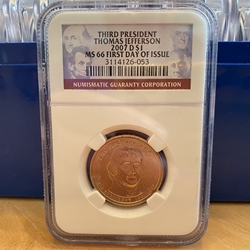 THIRD PRESIDENT
THOMAS JEFFERSON
2007 D $1
MS 66 FIRST DAY OF ISSUE
3114126-053
NUMISMATIC GUARANTY CORPORATION